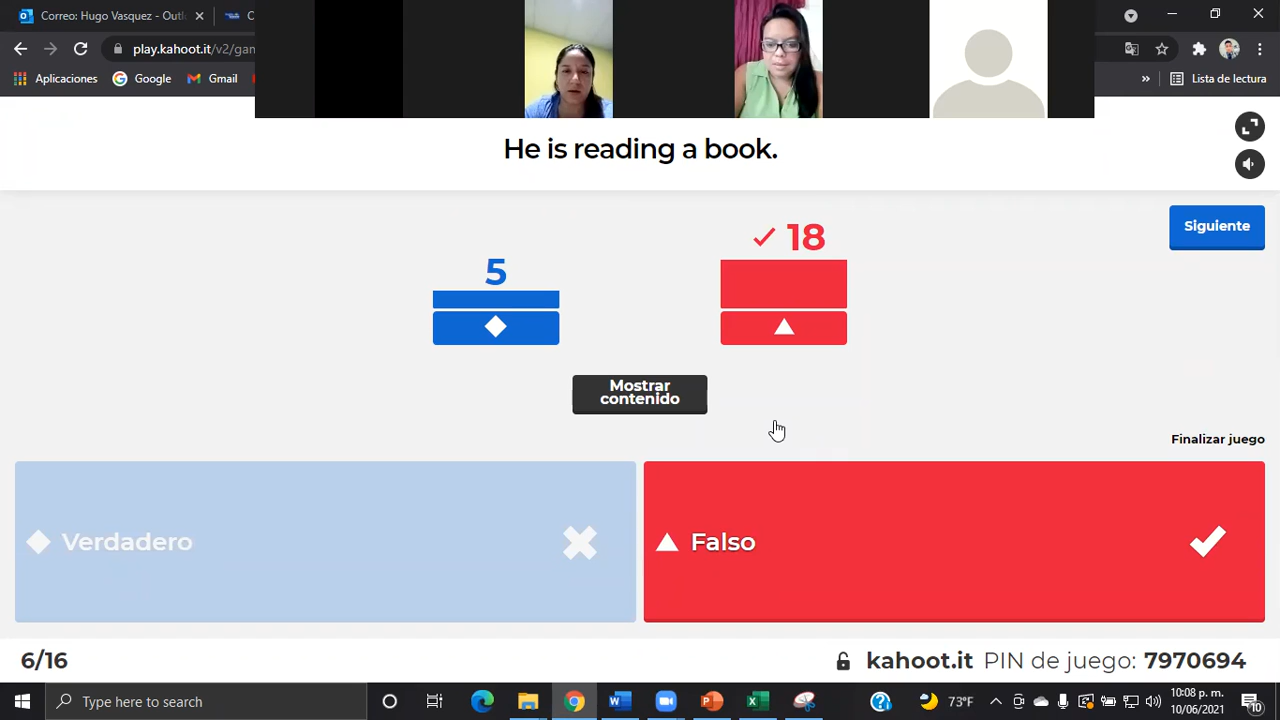 Correo: Hugo Vasquez - Outl
C
play.kahoot.it/v2/gan
Aplicaciones
Google
Gmail
»
Lista de lectura
He is reading a book.
Siguiente
5
18
Mostrar
contenido
Finalizar juego
Verdadero
Falso
6/16
kahoot.it PIN de juego: 7970694
Type here to search
73°F
10:08 p. m.
10/06/2021
10